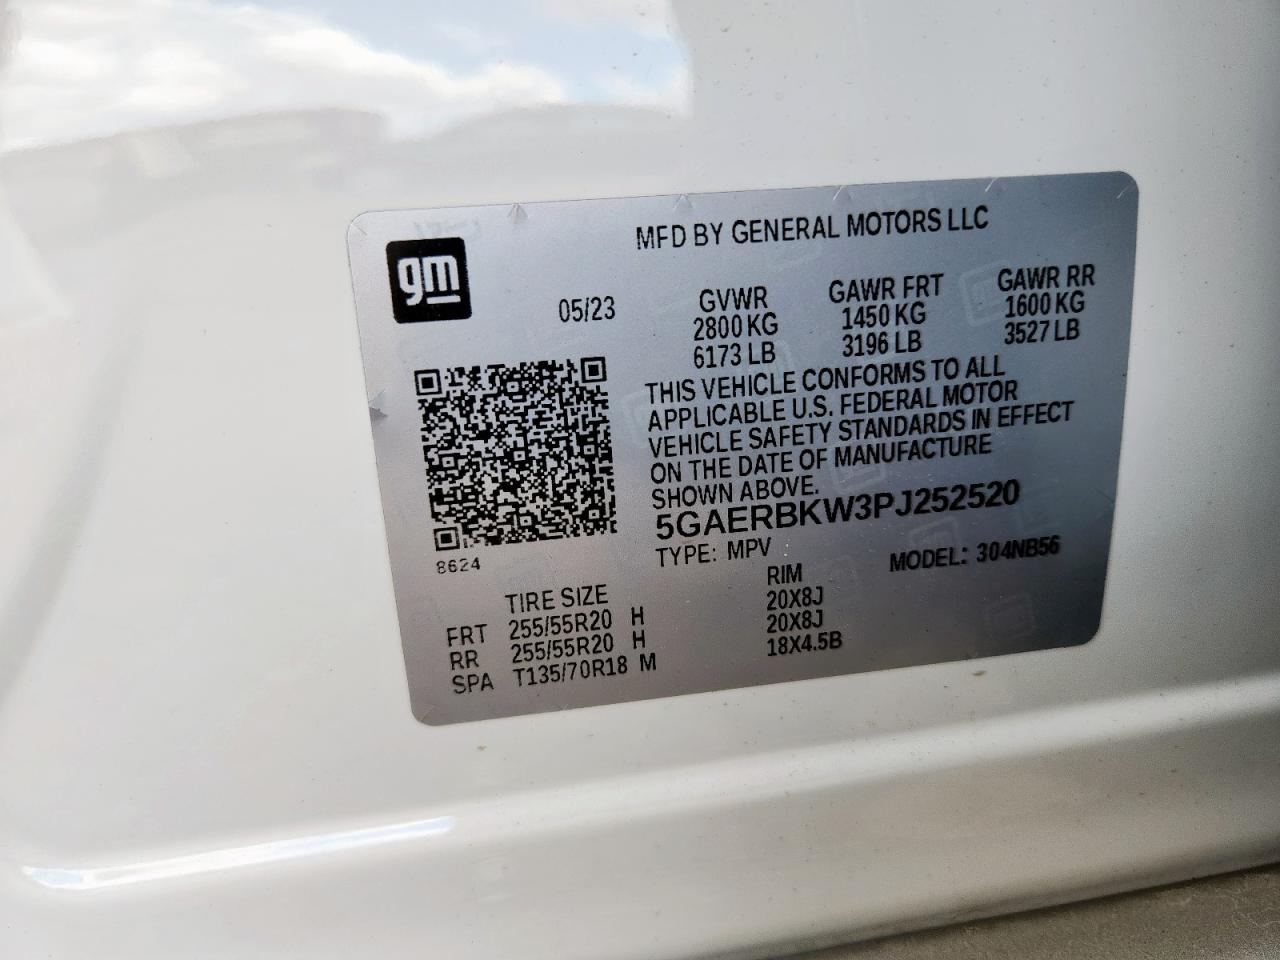 MFD BY GENERAL MOTORS LLC
gm
05/23
GVWR GAWR FRT GAWR RR
2800 KG 1450 KG 1600 KG
6173 LB 3196 LB 3527 LB
THIS VEHICLE CONFORMS TO ALL
APPLICABLE U.S. FEDERAL MOTOR
VEHICLE SAFETY STANDARDS IN EFFECT
ON THE DATE OF MANUFACTURE
SHOWN ABOVE.
5GAERBKW3PJ252520
8624
TYPE: MPV MODEL: 304NB56
TIRE SIZE RIM
FRT 255/55R20 H 20X8J
RR 255/55R20 H 20X8J
SPA T135/70R18 M 18X4.5B